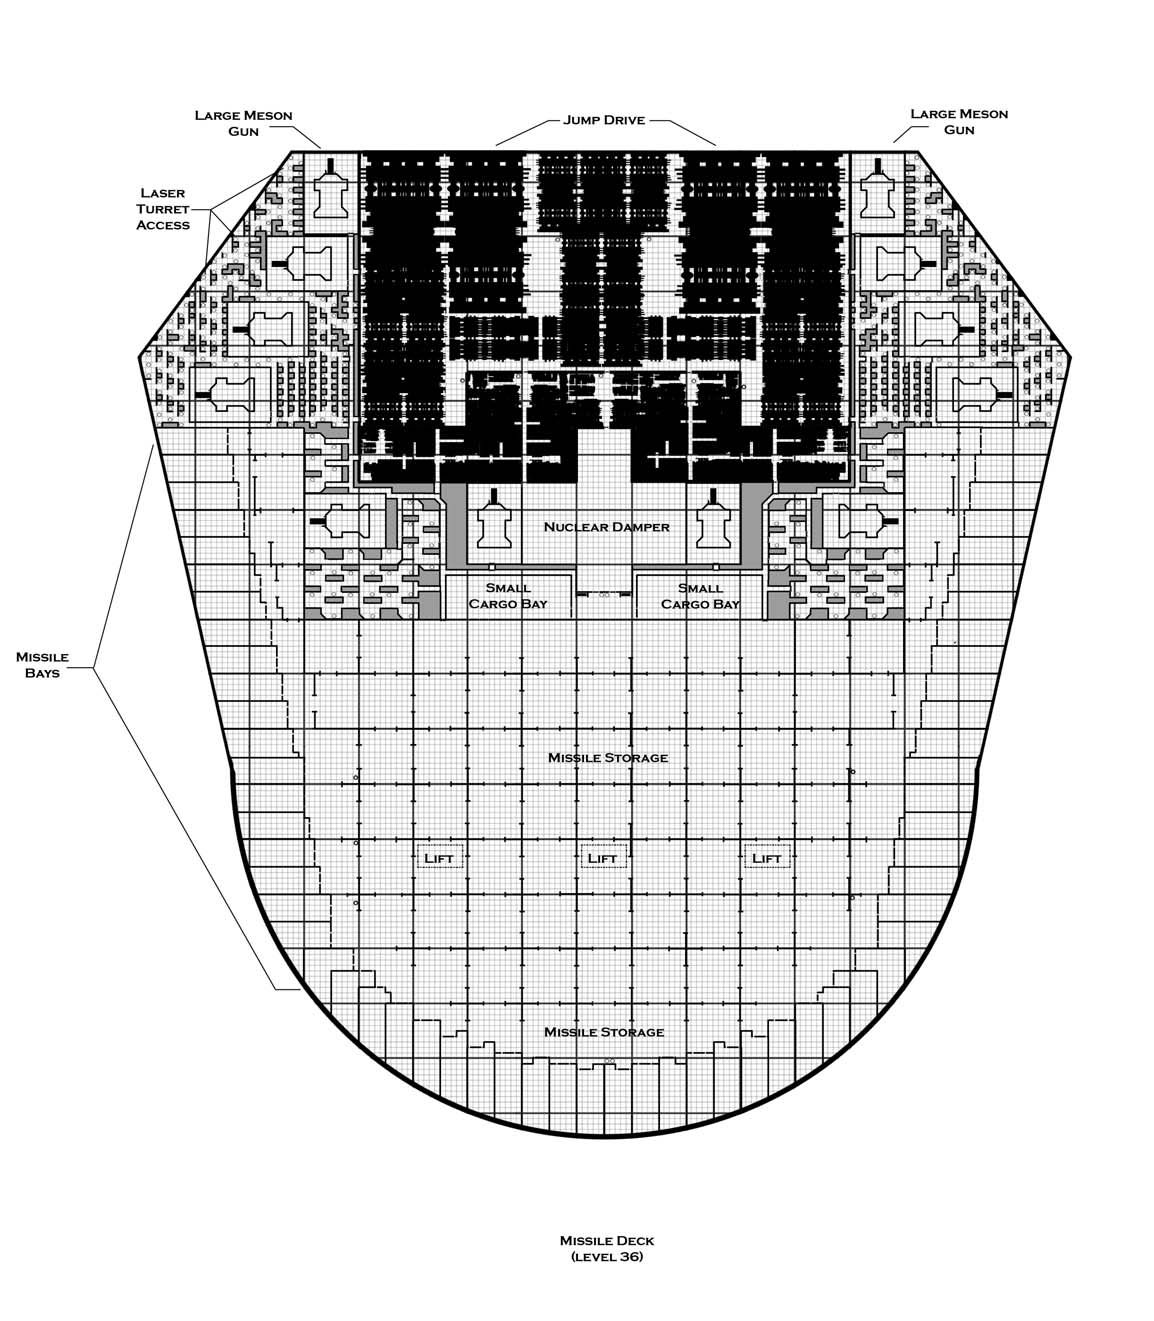 Large Meson
Gun
Jump Drive
Large Meson
Gun
Laser
Turret
Access
Nuclear Damper
Small
Cargo Bay
Small
Cargo Bay
Missile
Bays
Missile Storage
Lift
Lift
Lift
Missile Storage
Missile Deck
(level 36)